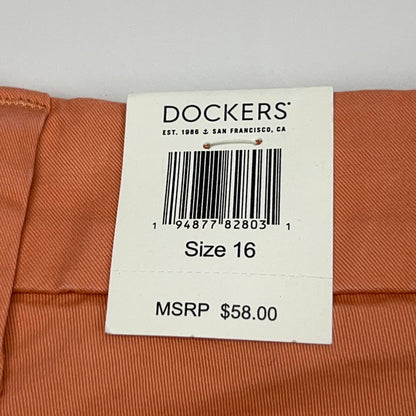 DOCKERS®
EST. 1986 ⚓ SAN FRANCISCO, CA
1 94877 82803 1
Size 16
MSRP $58.00